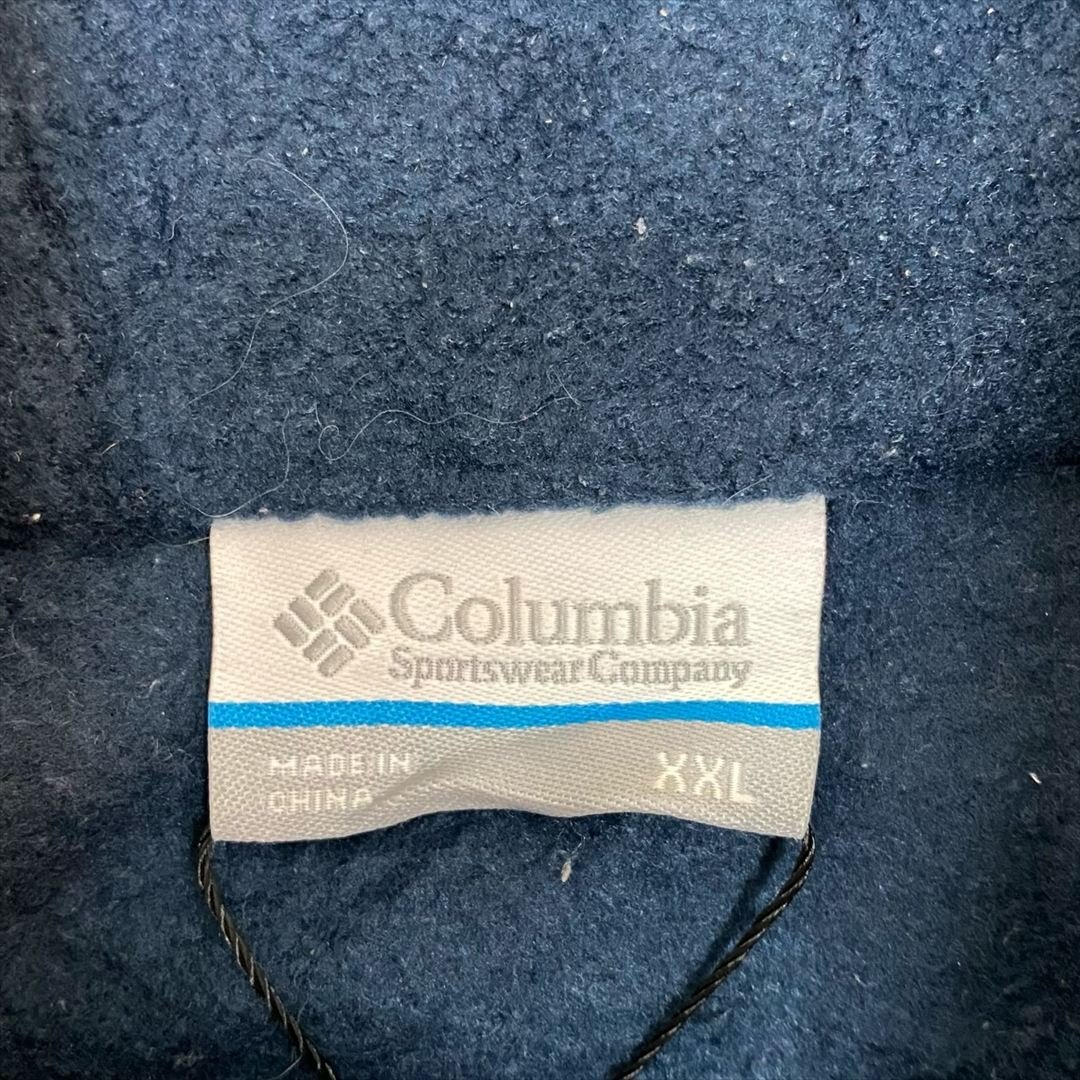 Columbia
Sportswear Company
MADE IN
CHINA
XXL